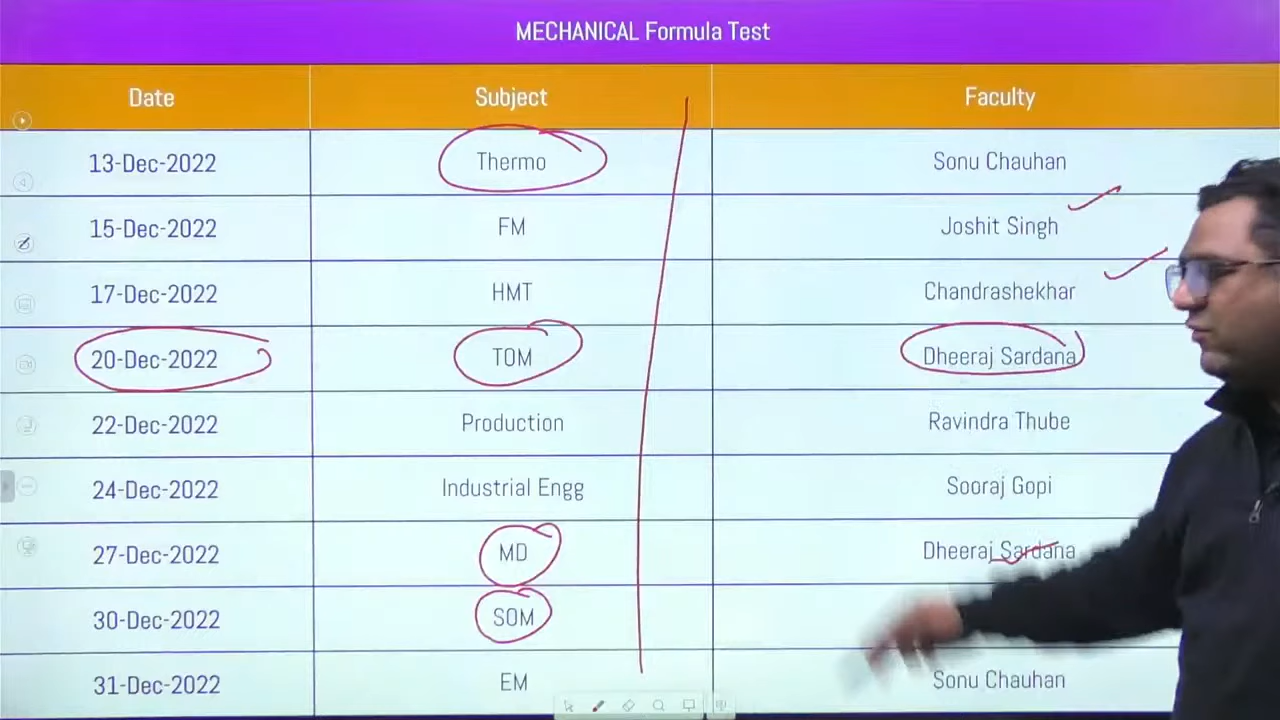 MECHANICAL Formula Test
Date Subject Faculty
13-Dec-2022 Thermo Sonu Chauhan
15-Dec-2022 FM Joshit Singh
17-Dec-2022 HMT Chandrashekhar
20-Dec-2022 TOM Dheeraj Sardana
22-Dec-2022 Production Ravindra Thube
24-Dec-2022 Industrial Engg Sooraj Gopi
27-Dec-2022 MD Dheeraj Sardana
30-Dec-2022 SOM
31-Dec-2022 EM Sonu Chauhan